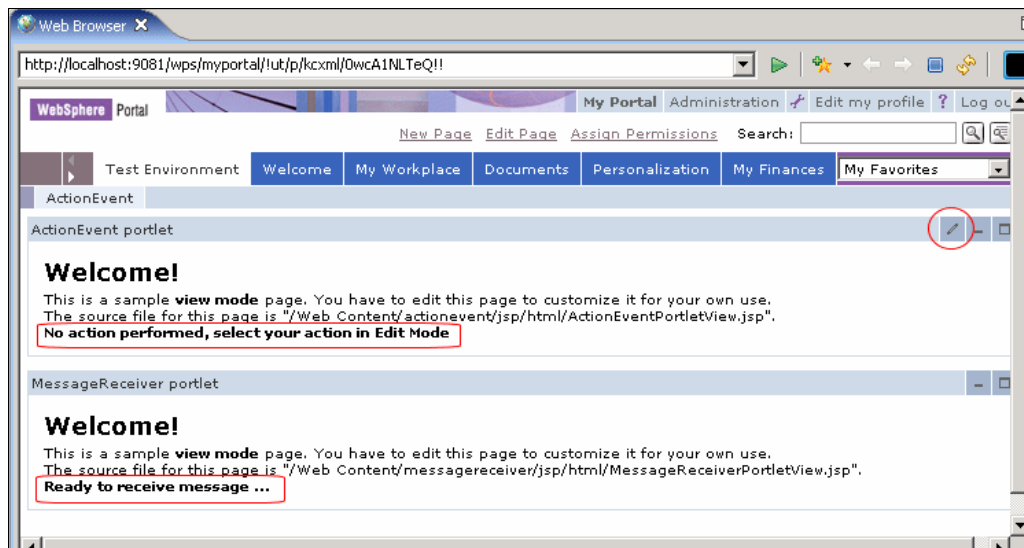 Web Browser
http://localhost:9081/wps/myportal/!ut/p/kcxml/0wcA1NLTeQ!!
WebSphere Portal
My Portal Administration Edit my profile ? Log ou
New Page Edit Page Assign Permissions Search:
Test Environment Welcome My Workplace Documents Personalization My Finances My Favorites
ActionEvent
ActionEvent portlet
Welcome!
This is a sample view mode page. You have to edit this page to customize it for your own use.
The source file for this page is "/Web Content/actionevent/jsp/html/ActionEventPortletView.jsp".
No action performed, select your action in Edit Mode
MessageReceiver portlet
Welcome!
This is a sample view mode page. You have to edit this page to customize it for your own use.
The source file for this page is "/Web Content/messagereceiver/jsp/html/MessageReceiverPortletView.jsp".
Ready to receive message ...